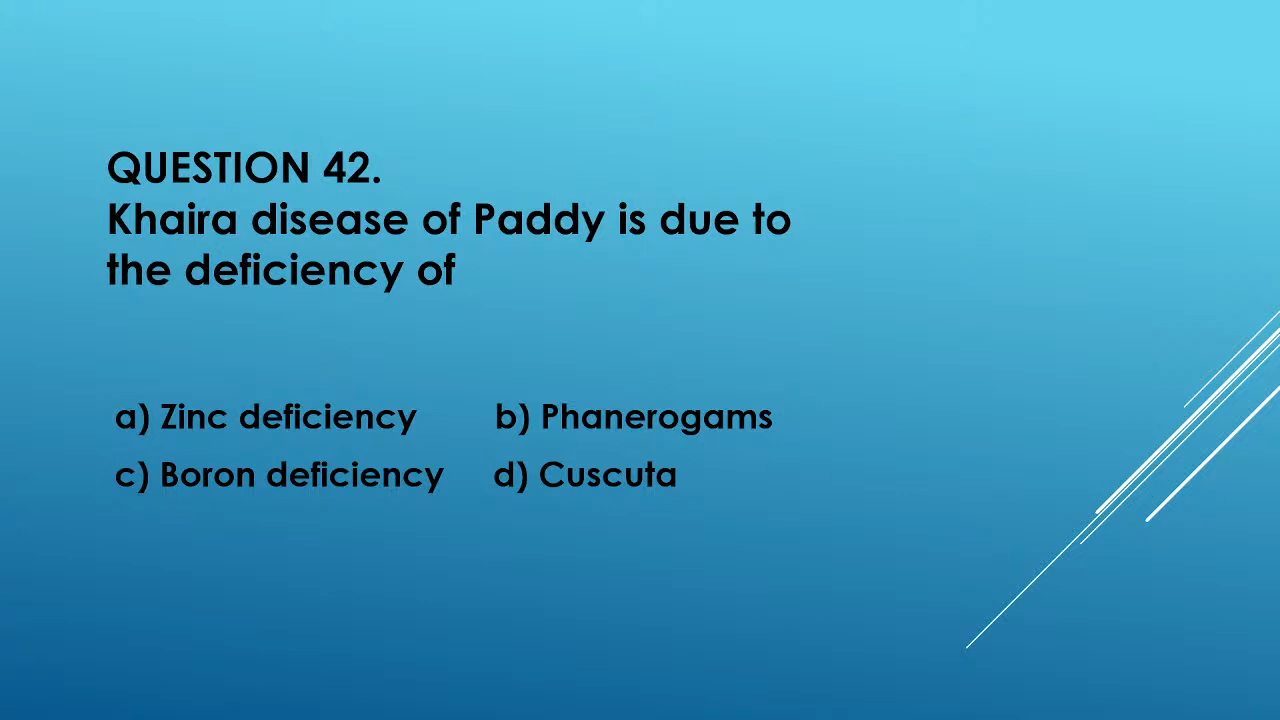 QUESTION 42.
Khaira disease of Paddy is due to
the deficiency of
a) Zinc deficiency b) Phanerogams
c) Boron deficiency d) Cuscuta